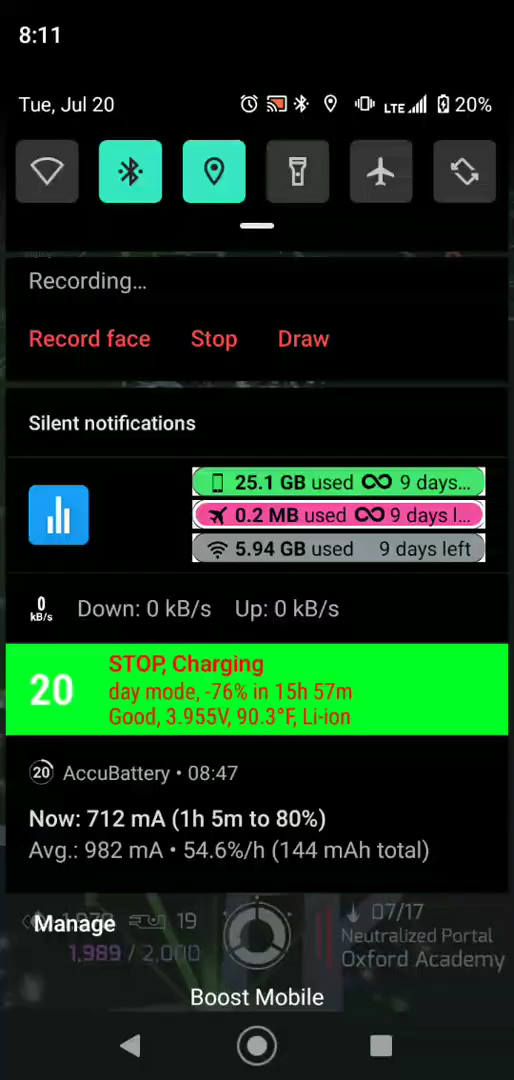 8:11
Tue, Jul 20
LTE
20%
Recording…
Record face Stop Draw
Silent notifications
25.1 GB used ∞ 9 days…
0.2 MB used ∞ 9 days l…
5.94 GB used 9 days left
0 kB/s
Down: 0 kB/s Up: 0 kB/s
20
STOP, Charging
day mode, -76% in 15h 57m
Good, 3.955V, 90.3°F, Li-ion
20 AccuBattery • 08:47
Now: 712 mA (1h 5m to 80%)
Avg.: 982 mA • 54.6%/h (144 mAh total)
Manage
19
1,989 / 2,000
07/17
Neutralized Portal
Oxford Academy
Boost Mobile